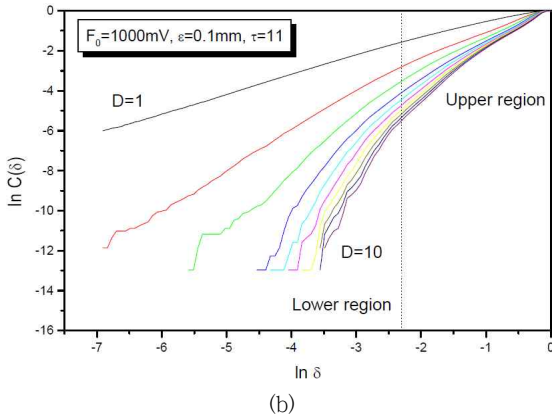 F₀=1000mV, ε=0.1mm, τ=11
D=1
Upper region
D=10
Lower region
ln C(δ)
0
-2
-4
-6
-8
-10
-12
-14
-16
-7 -6 -5 -4 -3 -2 -1 0
ln δ
(b)